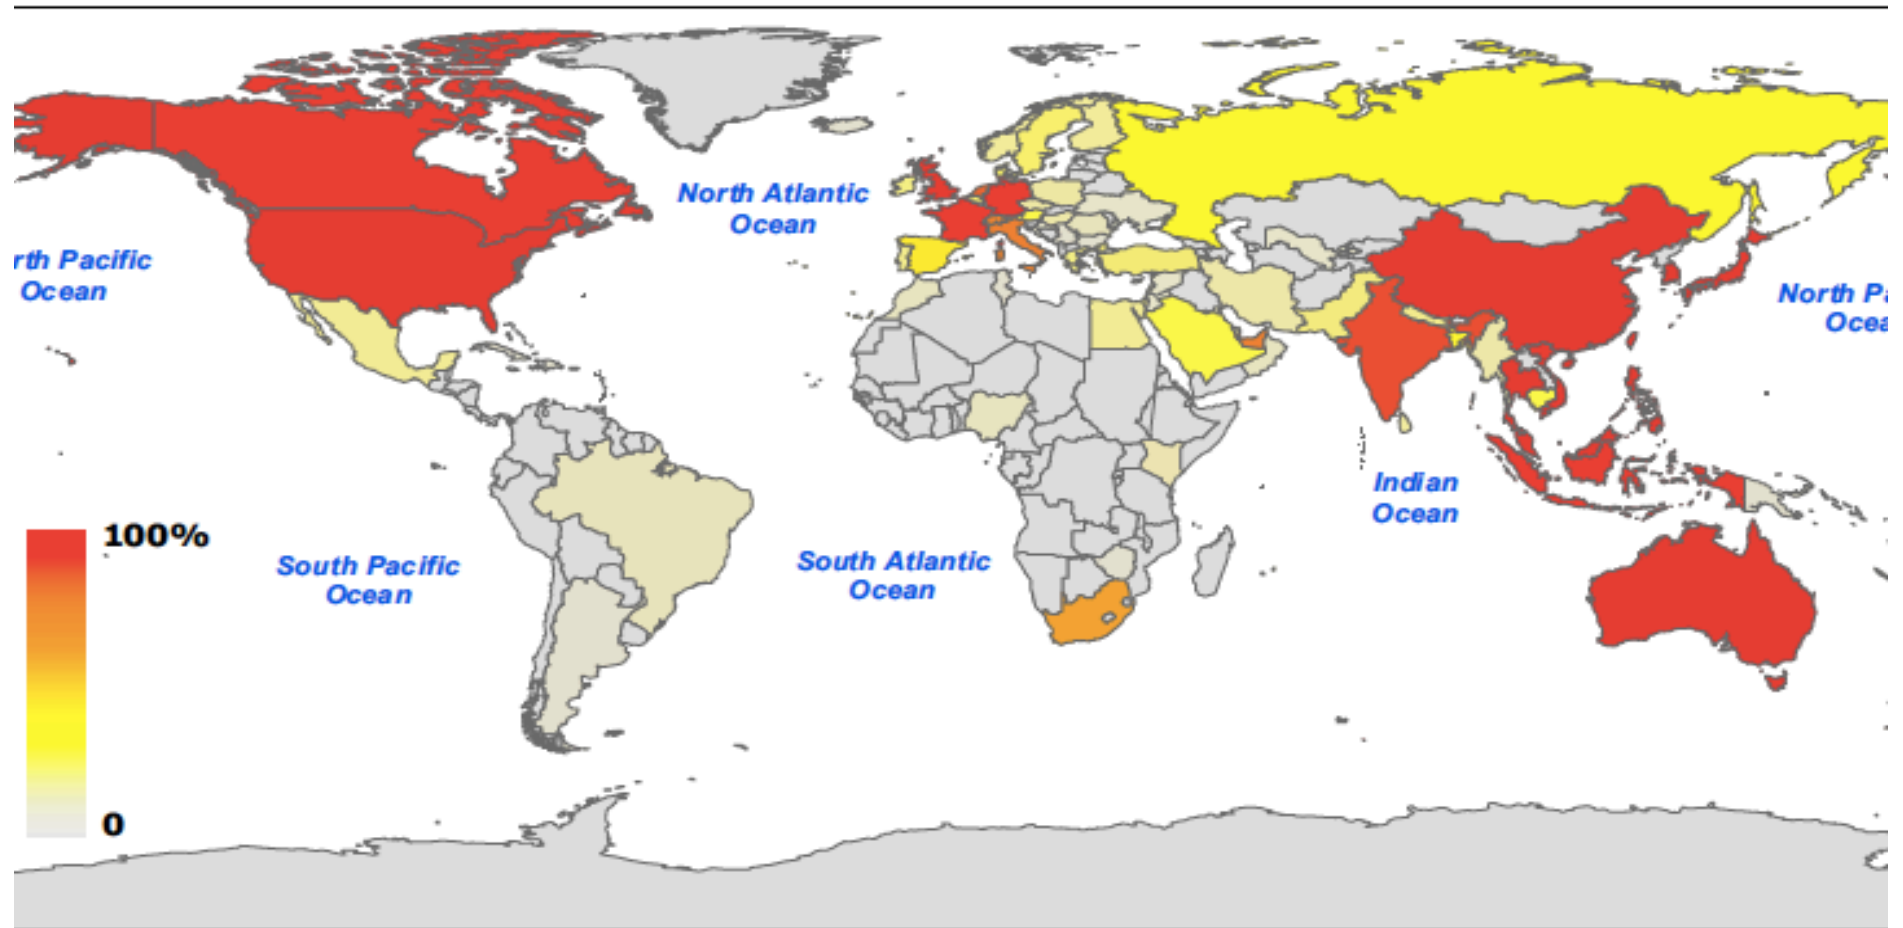 North Atlantic
Ocean
rth Pacific
Ocean
North Pa
Ocea
Indian
Ocean
100%
South Pacific
Ocean
South Atlantic
Ocean
0